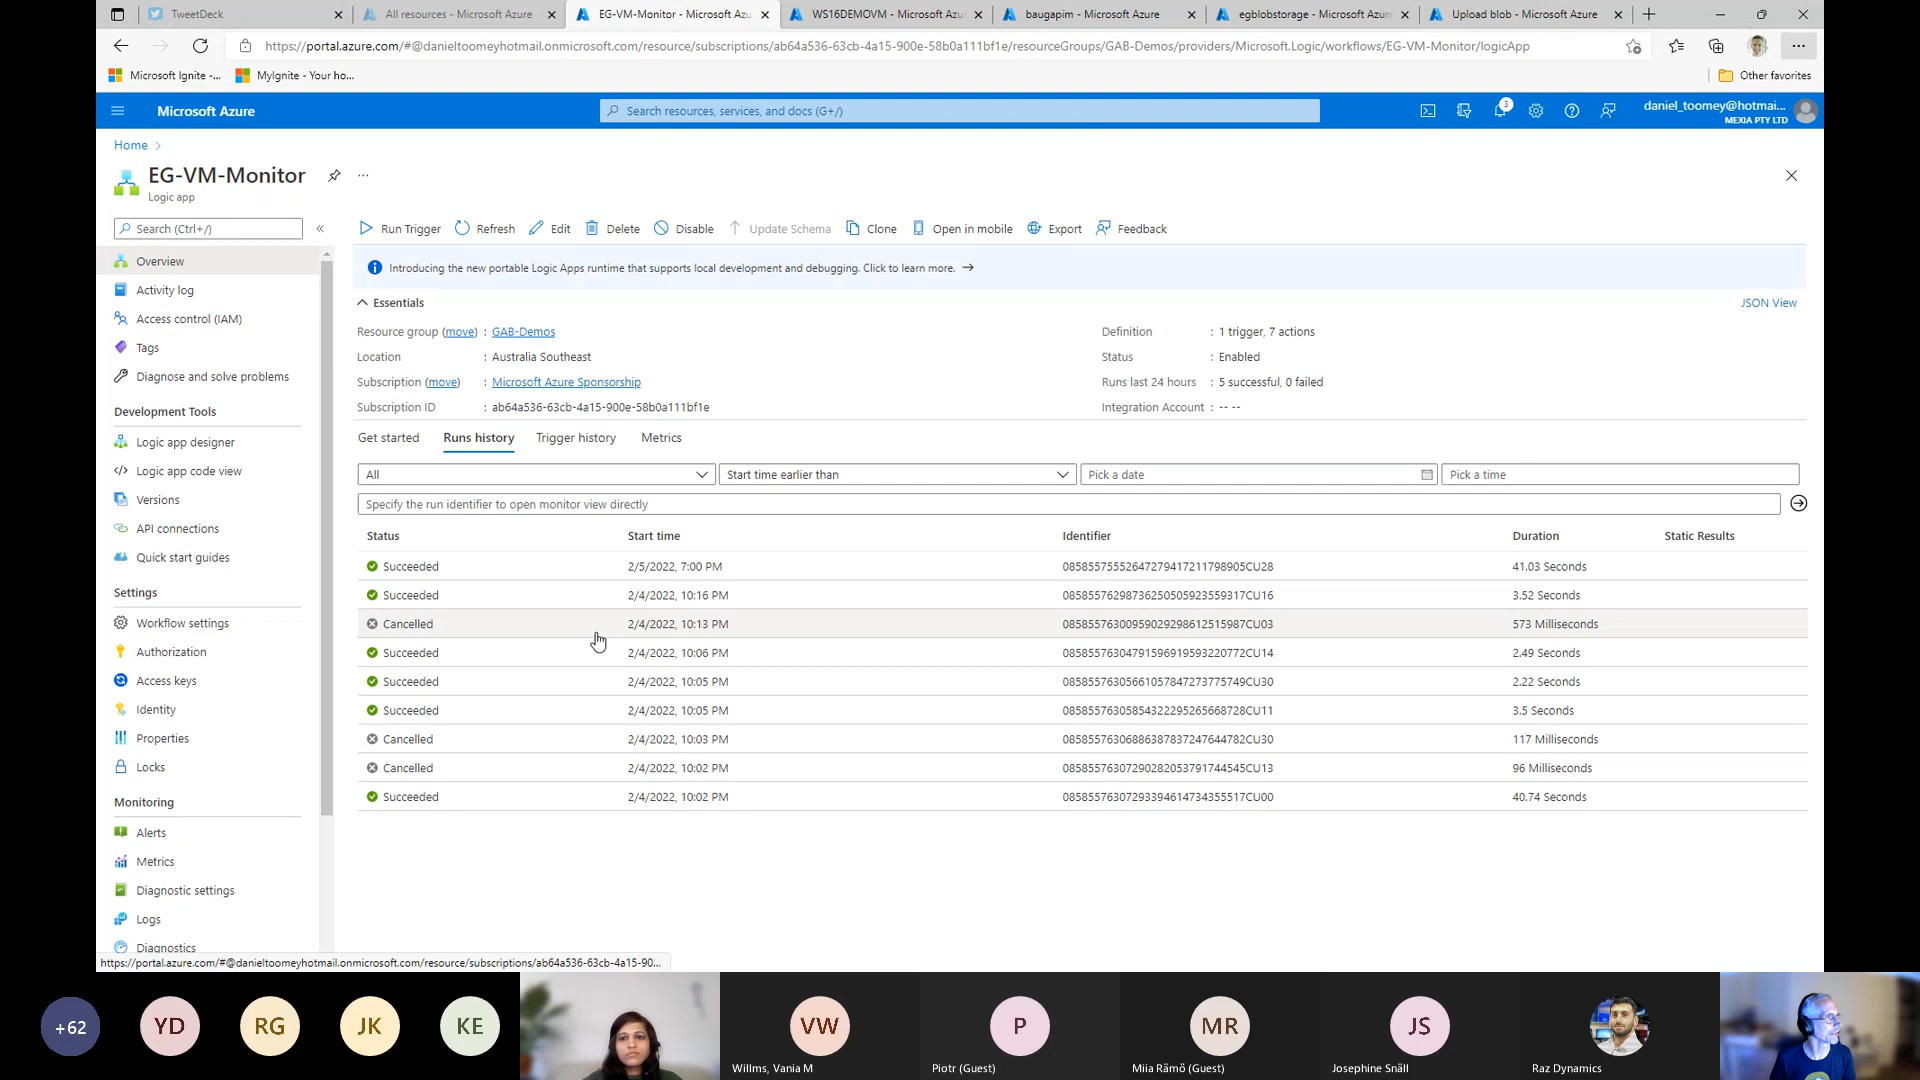 TweetDeck
All resources - Microsoft Azure
EG-VM-Monitor - Microsoft Azu
WS16DEMOVM - Microsoft Azu
baugapim - Microsoft Azure
egblobstorage - Microsoft Azure
Upload blob - Microsoft Azure
https://portal.azure.com/#@danieltoomeyhotmail.onmicrosoft.com/resource/subscriptions/ab64a536-63cb-4a15-900e-58b0a111bf1e/resourceGroups/GAB-Demos/providers/Microsoft.Logic/workflows/EG-VM-Monitor/logicApp
Microsoft Ignite -...
MyIgnite - Your ho...
Other favorites
Microsoft Azure
Search resources, services, and docs (G+/)
3
daniel_toomey@hotmai...
MEXIA PTY LTD
Home >
EG-VM-Monitor
...
Logic app
Search (Ctrl+/)
«
Run Trigger
Refresh
Edit
Delete
Disable
Update Schema
Clone
Open in mobile
Export
Feedback
Overview
Activity log
Access control (IAM)
Tags
Diagnose and solve problems
Development Tools
Logic app designer
Logic app code view
Versions
API connections
Quick start guides
Settings
Workflow settings
Authorization
Access keys
Identity
Properties
Locks
Monitoring
Alerts
Metrics
Diagnostic settings
Logs
Diagnostics
Introducing the new portable Logic Apps runtime that supports local development and debugging. Click to learn more. →
Essentials
JSON View
Resource group (move) : GAB-Demos
Definition : 1 trigger, 7 actions
Location : Australia Southeast
Status : Enabled
Subscription (move) : Microsoft Azure Sponsorship
Runs last 24 hours : 5 successful, 0 failed
Subscription ID : ab64a536-63cb-4a15-900e-58b0a111bf1e
Integration Account : -- --
Get started
Runs history
Trigger history
Metrics
All
Start time earlier than
Pick a date
Pick a time
Specify the run identifier to open monitor view directly
Status Start time Identifier Duration Static Results
Succeeded 2/5/2022, 7:00 PM 08585575552647279417211798905CU28 41.03 Seconds
Succeeded 2/4/2022, 10:16 PM 08585576298736250505923559317CU16 3.52 Seconds
Cancelled 2/4/2022, 10:13 PM 08585576300959029298612515987CU03 573 Milliseconds
Succeeded 2/4/2022, 10:06 PM 08585576304791596919593220772CU14 2.49 Seconds
Succeeded 2/4/2022, 10:05 PM 08585576305661057847273775749CU30 2.22 Seconds
Succeeded 2/4/2022, 10:05 PM 08585576305854322295265668728CU11 3.5 Seconds
Cancelled 2/4/2022, 10:03 PM 08585576306886387837247644782CU30 117 Milliseconds
Cancelled 2/4/2022, 10:02 PM 08585576307290282053791744545CU13 96 Milliseconds
Succeeded 2/4/2022, 10:02 PM 08585576307293394614734355517CU00 40.74 Seconds
https://portal.azure.com/#@danieltoomeyhotmail.onmicrosoft.com/resource/subscriptions/ab64a536-63cb-4a15-90...
+62
YD
RG
JK
KE
VW
P
MR
JS
Willms, Vania M
Piotr (Guest)
Miia Rämö (Guest)
Josephine Snäll
Raz Dynamics